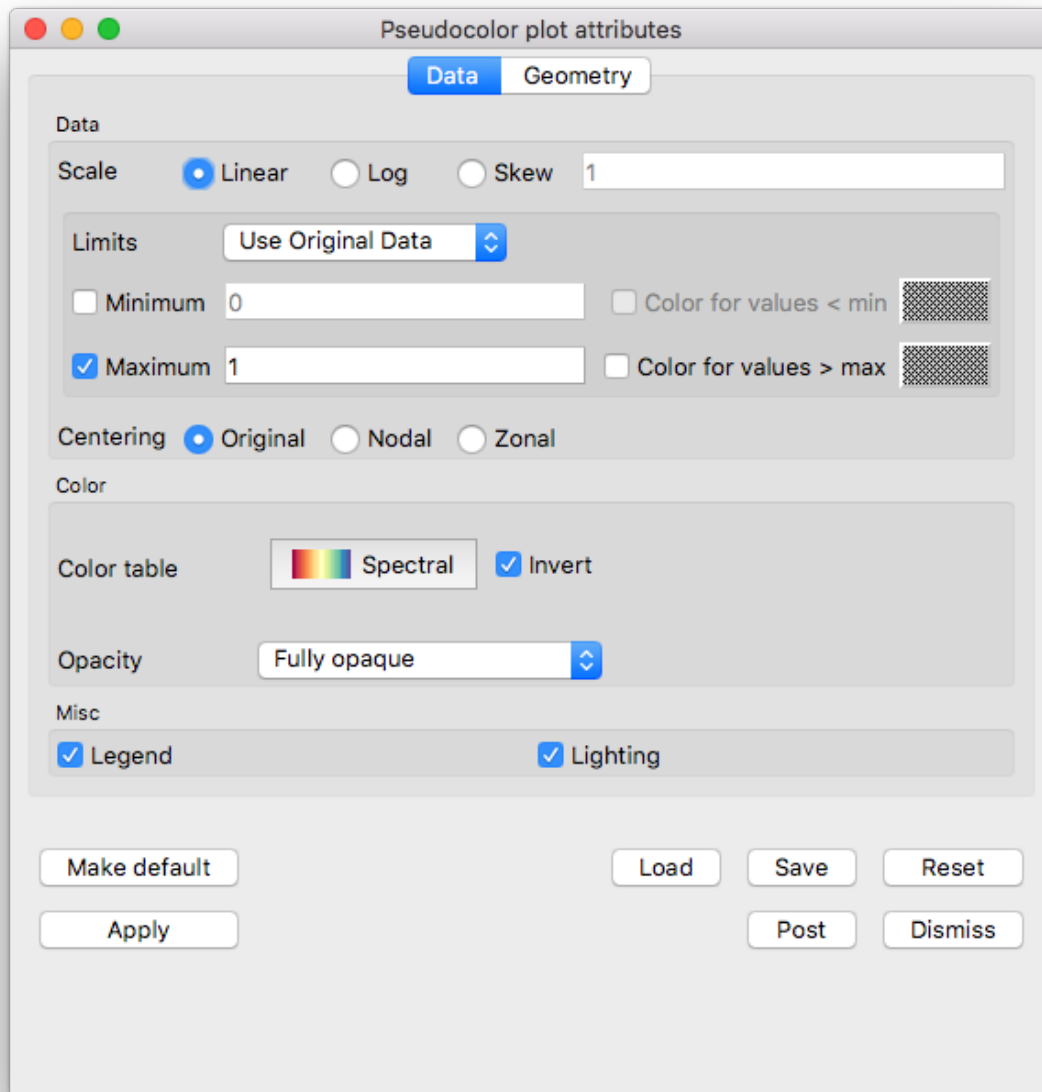 Pseudocolor plot attributes
Data Geometry
Data
Scale Linear Log Skew 1
Limits Use Original Data
Minimum 0 Color for values < min
Maximum 1 Color for values > max
Centering Original Nodal Zonal
Color
Color table Spectral Invert
Opacity Fully opaque
Misc
Legend Lighting
Make default Load Save Reset
Apply Post Dismiss